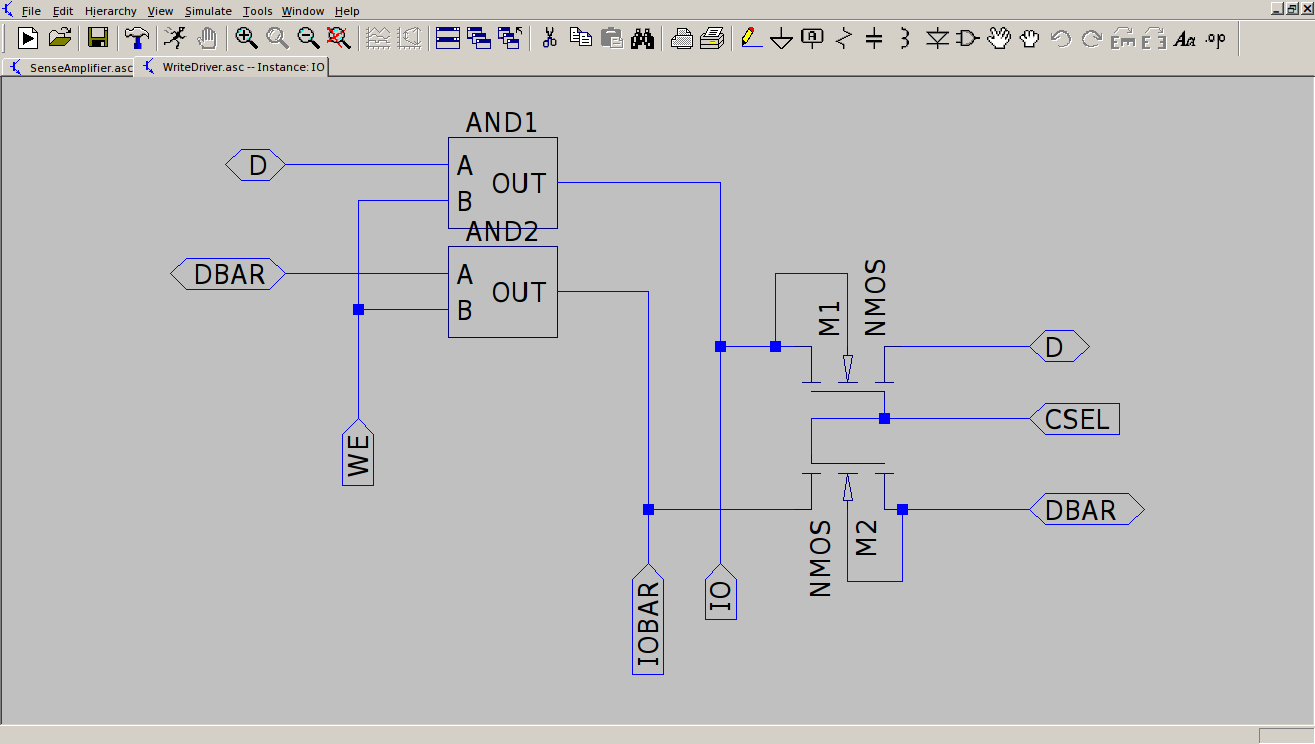 File Edit Hierarchy View Simulate Tools Window Help
Aa .op
SenseAmplifier.asc WriteDriver.asc -- Instance: IO
AND1
D
A
B
OUT
AND2
DBAR
A
B
OUT
WE
M1
NMOS
D
CSEL
DBAR
NMOS
M2
IOBAR
IO